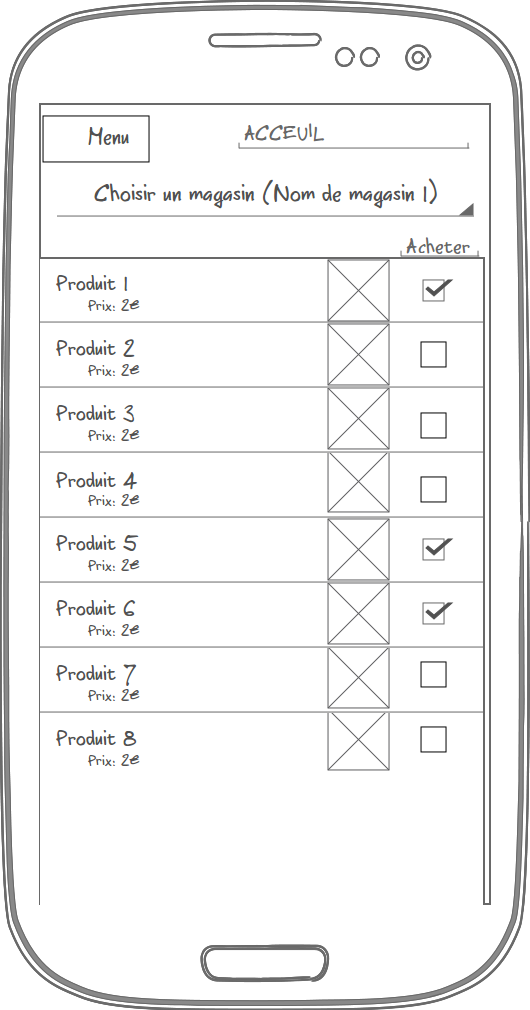 Menu
ACCEUIL
Choisir un magasin (Nom de magasin 1)
Acheter
Produit 1
Prix: 2€
Produit 2
Prix: 2€
Produit 3
Prix: 2€
Produit 4
Prix: 2€
Produit 5
Prix: 2€
Produit 6
Prix: 2€
Produit 7
Prix: 2€
Produit 8
Prix: 2€